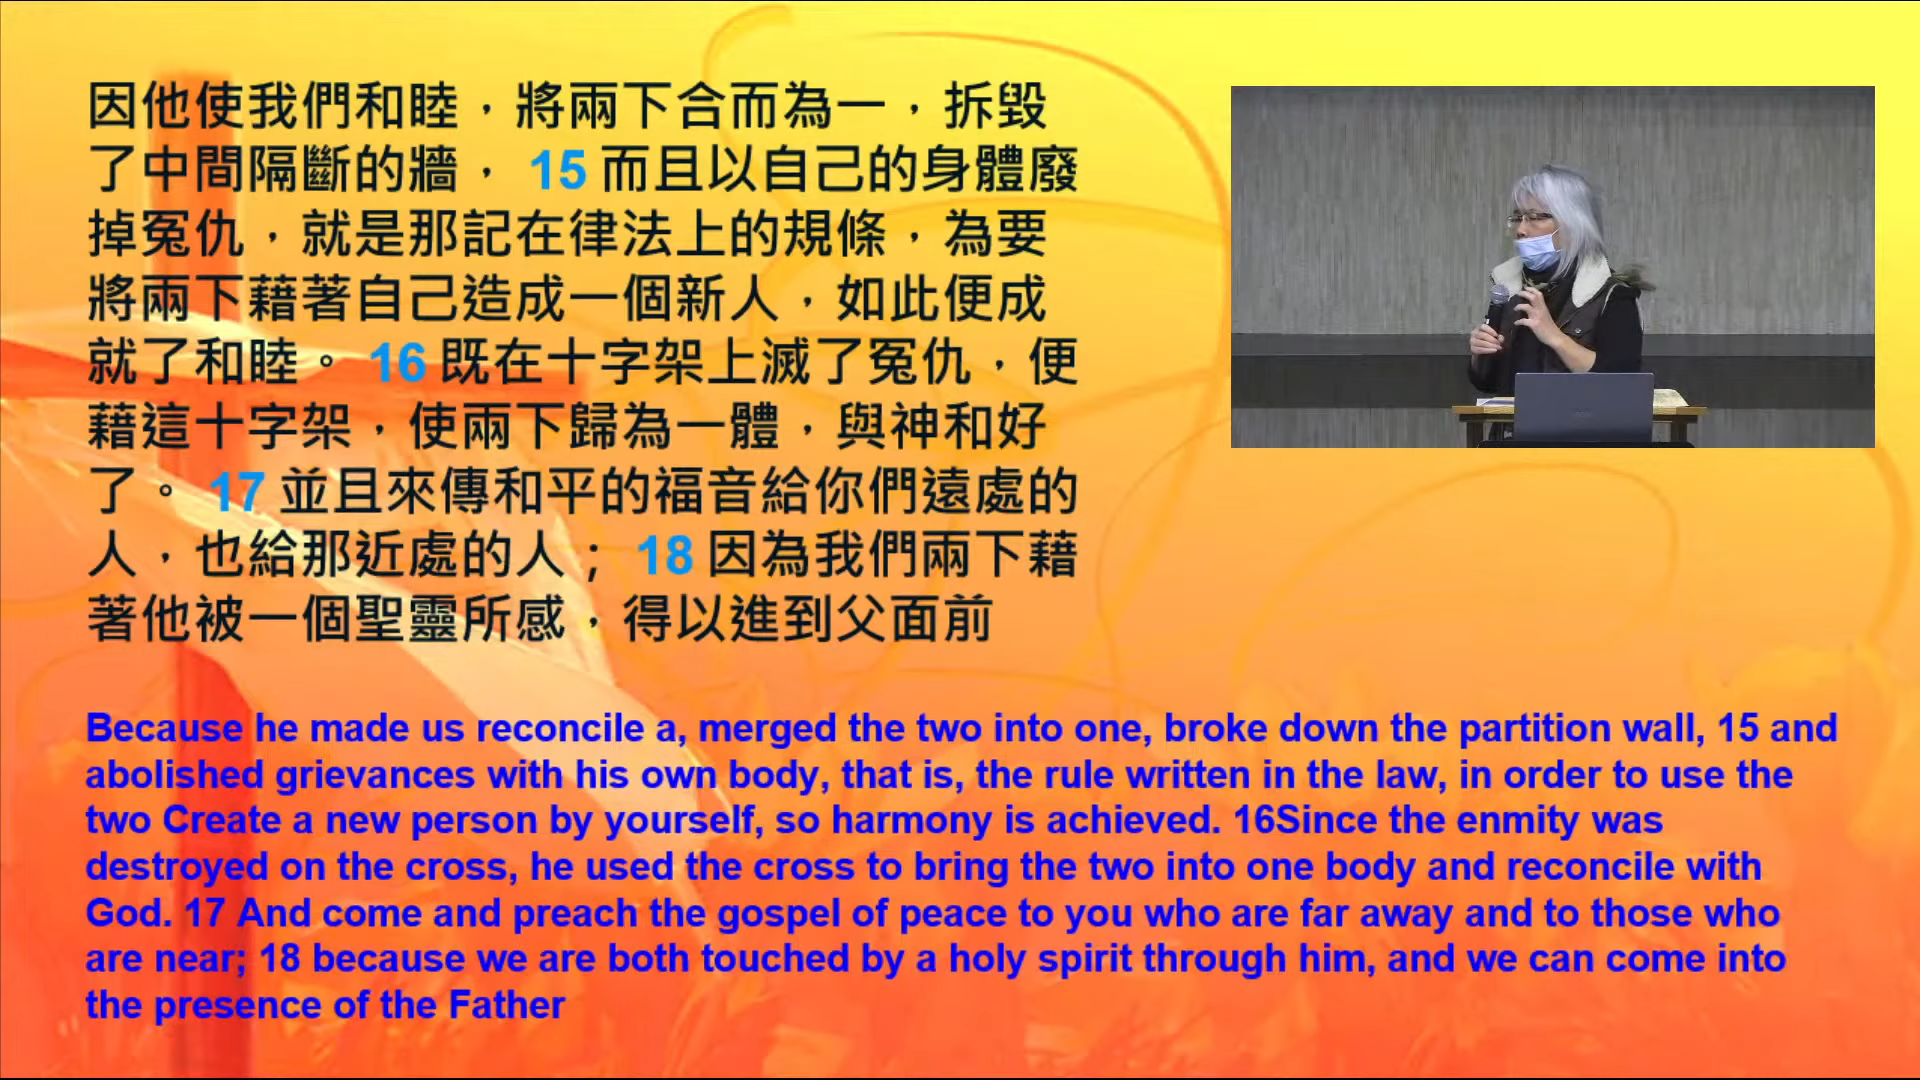 因他使我們和睦，將兩下合而為一，拆毀
了中間隔斷的牆， 15 而且以自己的身體廢
掉冤仇，就是那記在律法上的規條，為要
將兩下藉著自己造成一個新人，如此便成
就了和睦。 16 既在十字架上滅了冤仇，便
藉這十字架，使兩下歸為一體，與神和好
了。 17 並且來傳和平的福音給你們遠處的
人，也給那近處的人； 18 因為我們兩下藉
著他被一個聖靈所感，得以進到父面前
Because he made us reconcile a, merged the two into one, broke down the partition wall, 15 and
abolished grievances with his own body, that is, the rule written in the law, in order to use the
two Create a new person by yourself, so harmony is achieved. 16Since the enmity was
destroyed on the cross, he used the cross to bring the two into one body and reconcile with
God. 17 And come and preach the gospel of peace to you who are far away and to those who
are near; 18 because we are both touched by a holy spirit through him, and we can come into
the presence of the Father